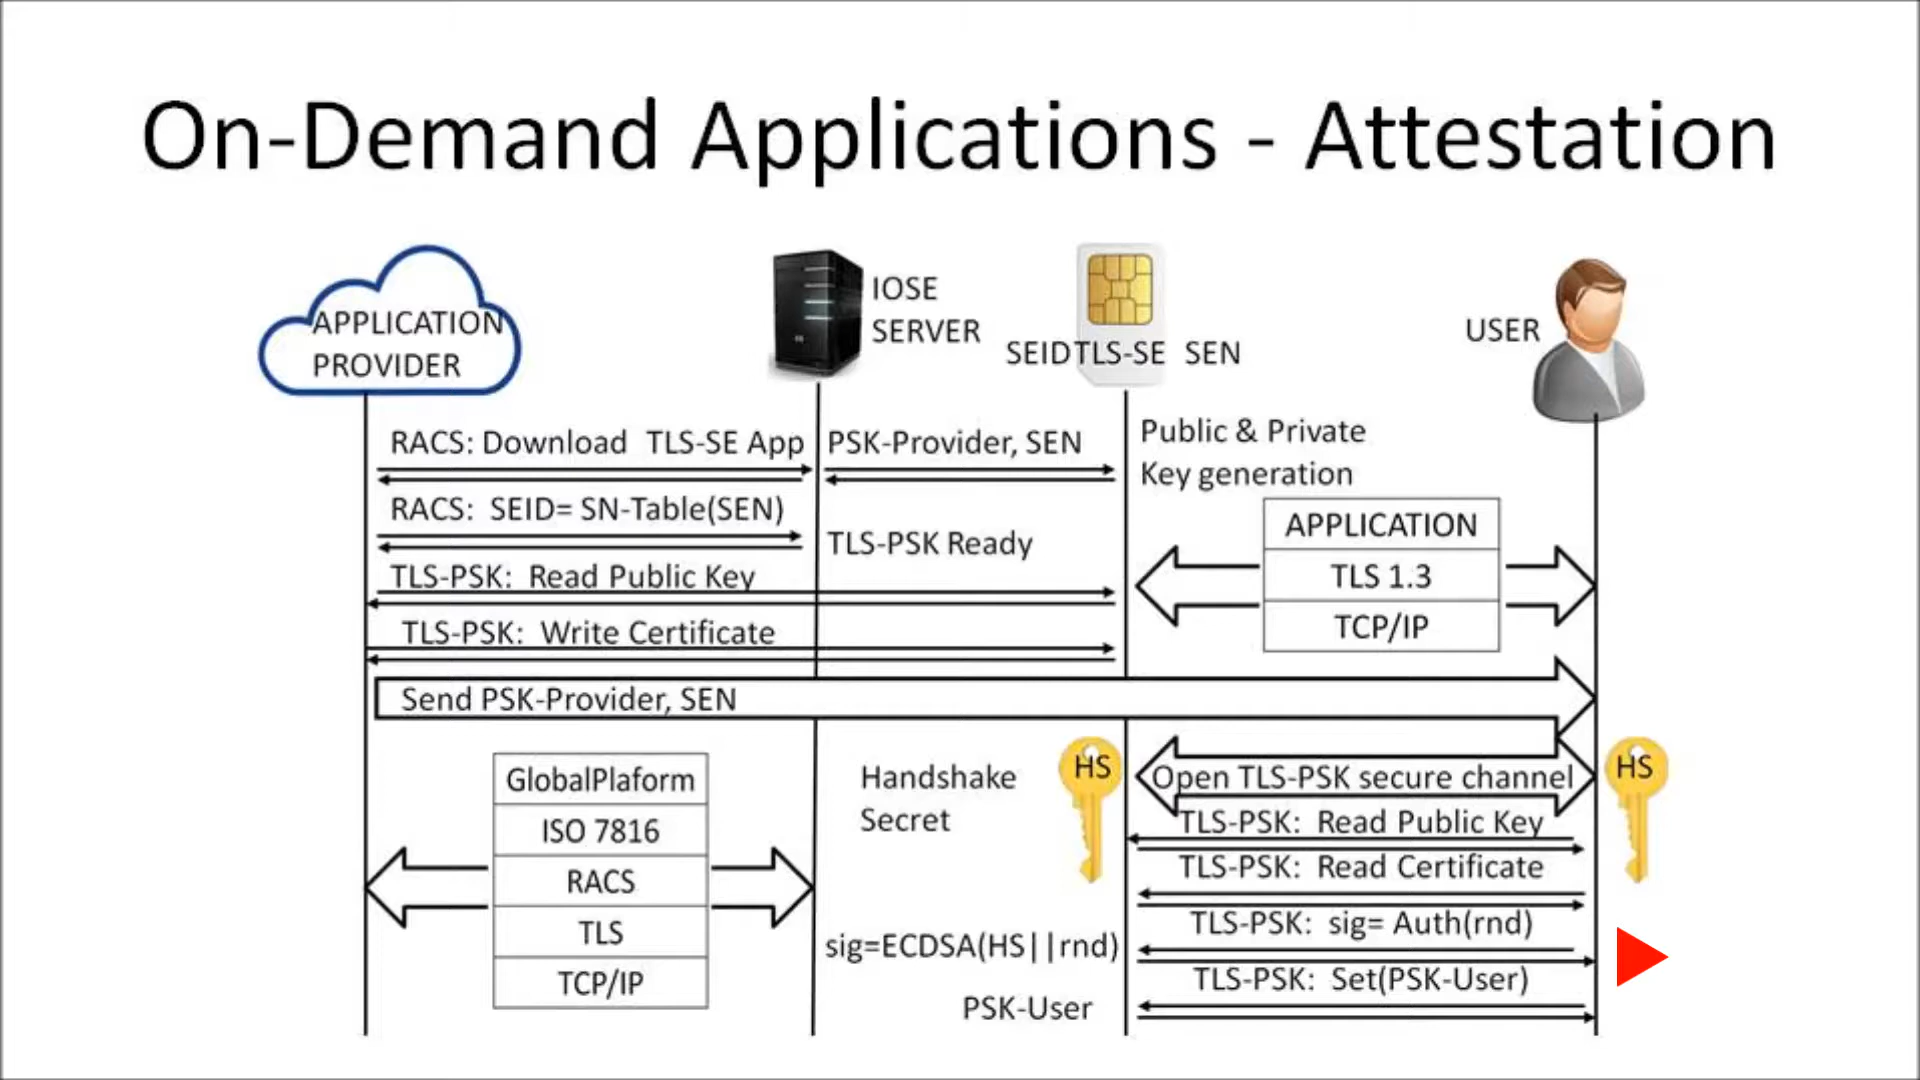 On-Demand Applications - Attestation
APPLICATION
PROVIDER
IOSE
SERVER
SEID TLS-SE SEN
USER
RACS: Download TLS-SE App
PSK-Provider, SEN
Public & Private
Key generation
RACS: SEID= SN-Table(SEN)
TLS-PSK Ready
APPLICATION
TLS 1.3
TCP/IP
TLS-PSK: Read Public Key
TLS-PSK: Write Certificate
Send PSK-Provider, SEN
GlobalPlaform
ISO 7816
RACS
TLS
TCP/IP
Handshake
Secret
HS
Open TLS-PSK secure channel
HS
TLS-PSK: Read Public Key
TLS-PSK: Read Certificate
TLS-PSK: sig= Auth(rnd)
sig=ECDSA(HS||rnd)
TLS-PSK: Set(PSK-User)
PSK-User